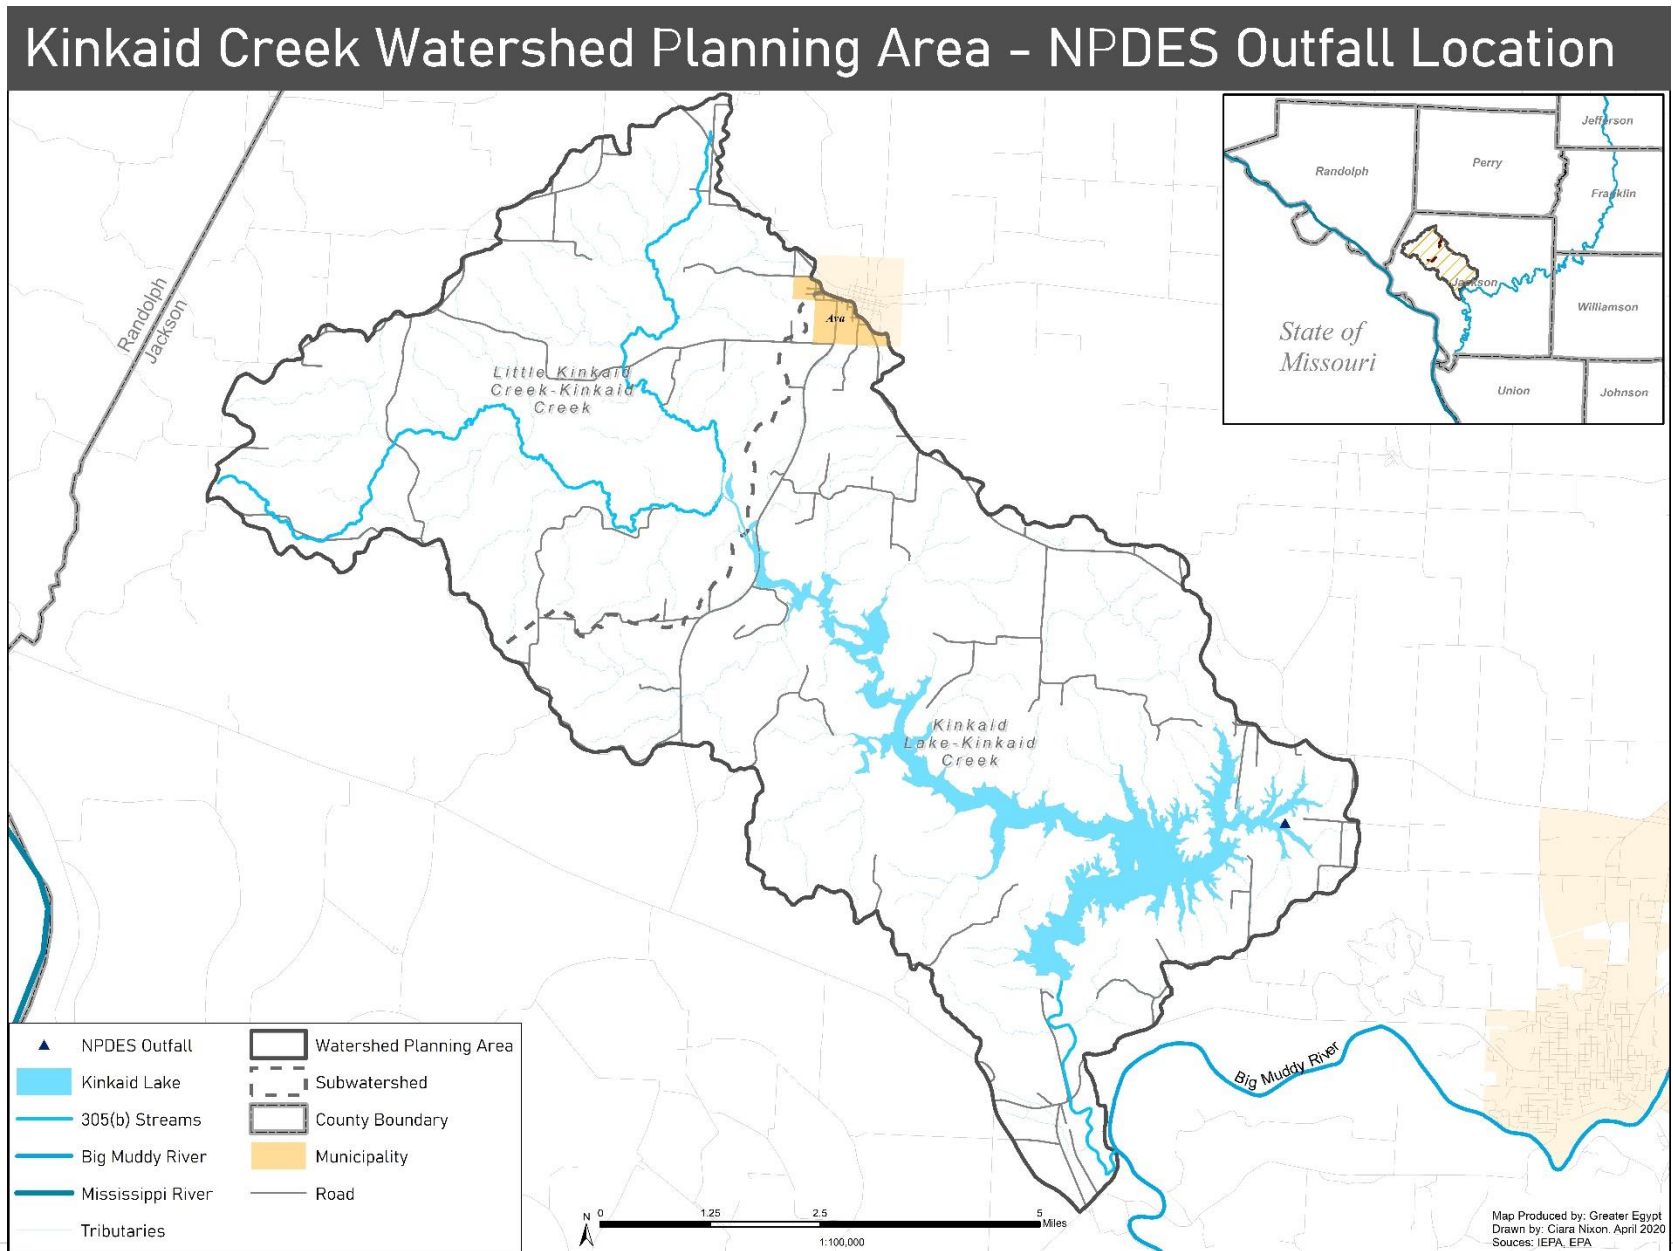 Kinkaid Creek Watershed Planning Area - NPDES Outfall Location
Jefferson
Perry
Randolph
Franklin
Jackson
Williamson
State of
Missouri
Union
Johnson
Randolph
Jackson
Ava
Little Kinkaid
Creek-Kinkaid
Creek
Kinkaid
Lake-Kinkaid
Creek
Big Muddy River
NPDES Outfall
Kinkaid Lake
305(b) Streams
Big Muddy River
Mississippi River
Tributaries
Watershed Planning Area
Subwatershed
County Boundary
Municipality
Road
N
0 1.25 2.5 5
Miles
1:100,000
Map Produced by: Greater Egypt
Drawn by: Ciara Nixon. April 2020
Souces: IEPA, EPA